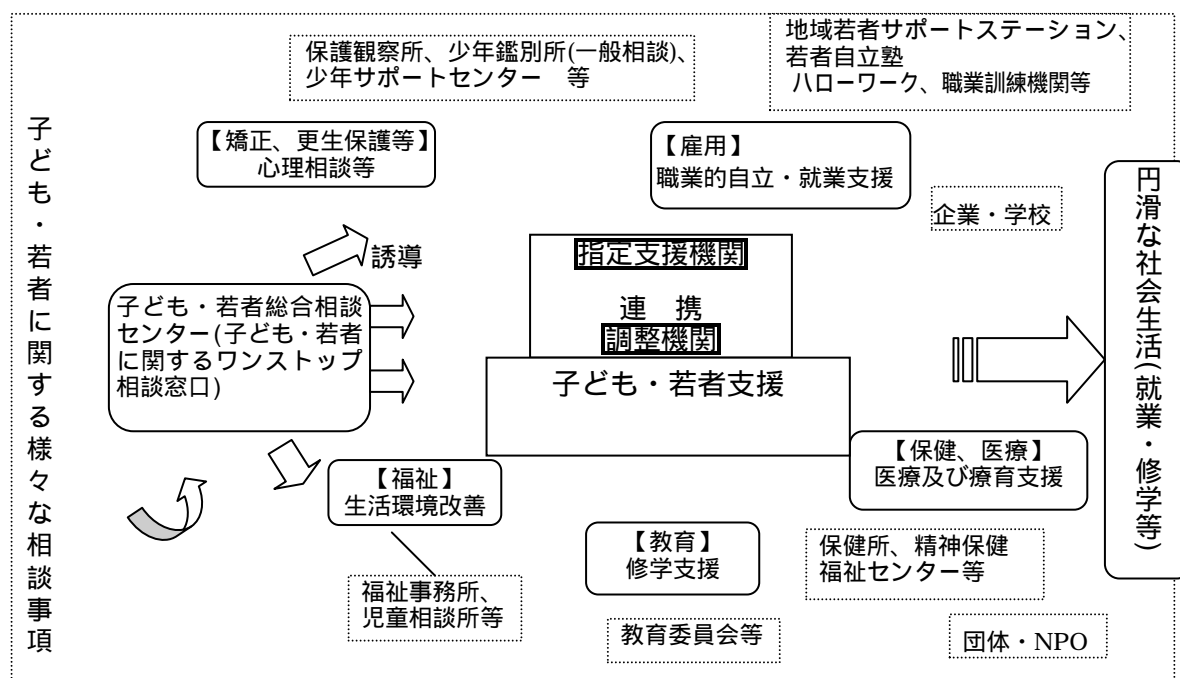 保護観察所、少年鑑別所(一般相談)、
少年サポートセンター　等
地域若者サポートステーション、
若者自立塾
ハローワーク、職業訓練機関等
子ども・若者に関する様々な相談事項
【矯正、更生保護等】
心理相談等
【雇用】
職業的自立・就業支援
企業・学校
円滑な社会生活(就業・修学等)
誘導
指定支援機関
連　携
調整機関
子ども・若者支援
子ども・若者総合相談
センター(子ども・若者
に関するワンストップ
相談窓口)
【福祉】
生活環境改善
【保健、医療】
医療及び療育支援
【教育】
修学支援
保健所、精神保健
福祉センター等
福祉事務所、
児童相談所等
教育委員会等
団体・NPO